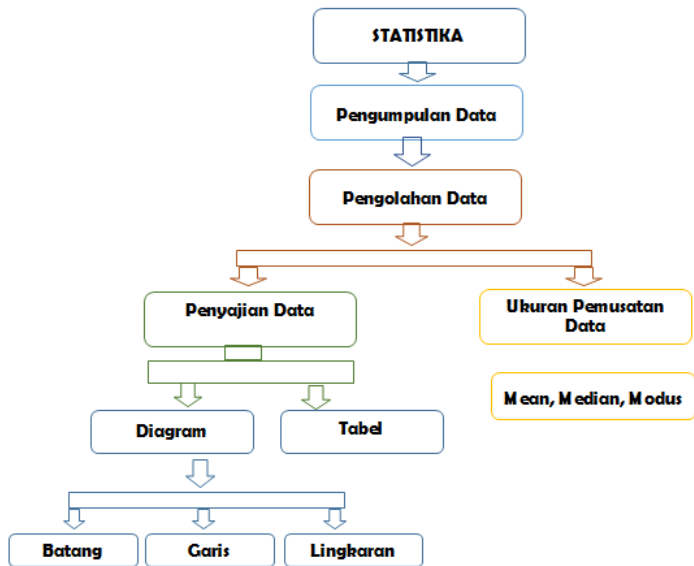 STATISTIKA
Pengumpulan Data
Pengolahan Data
Penyajian Data
Ukuran Pemusatan
Data
Mean, Median, Modus
Diagram
Tabel
Batang
Garis
Lingkaran